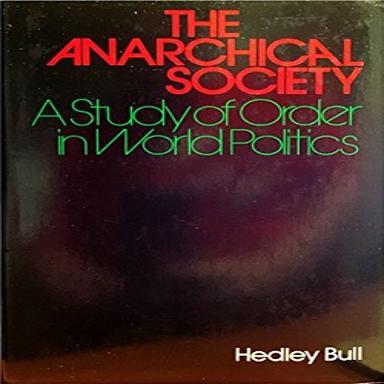 THE
ANARCHICAL
SOCIETY
A Study of Order
in World Politics
Hedley Bull